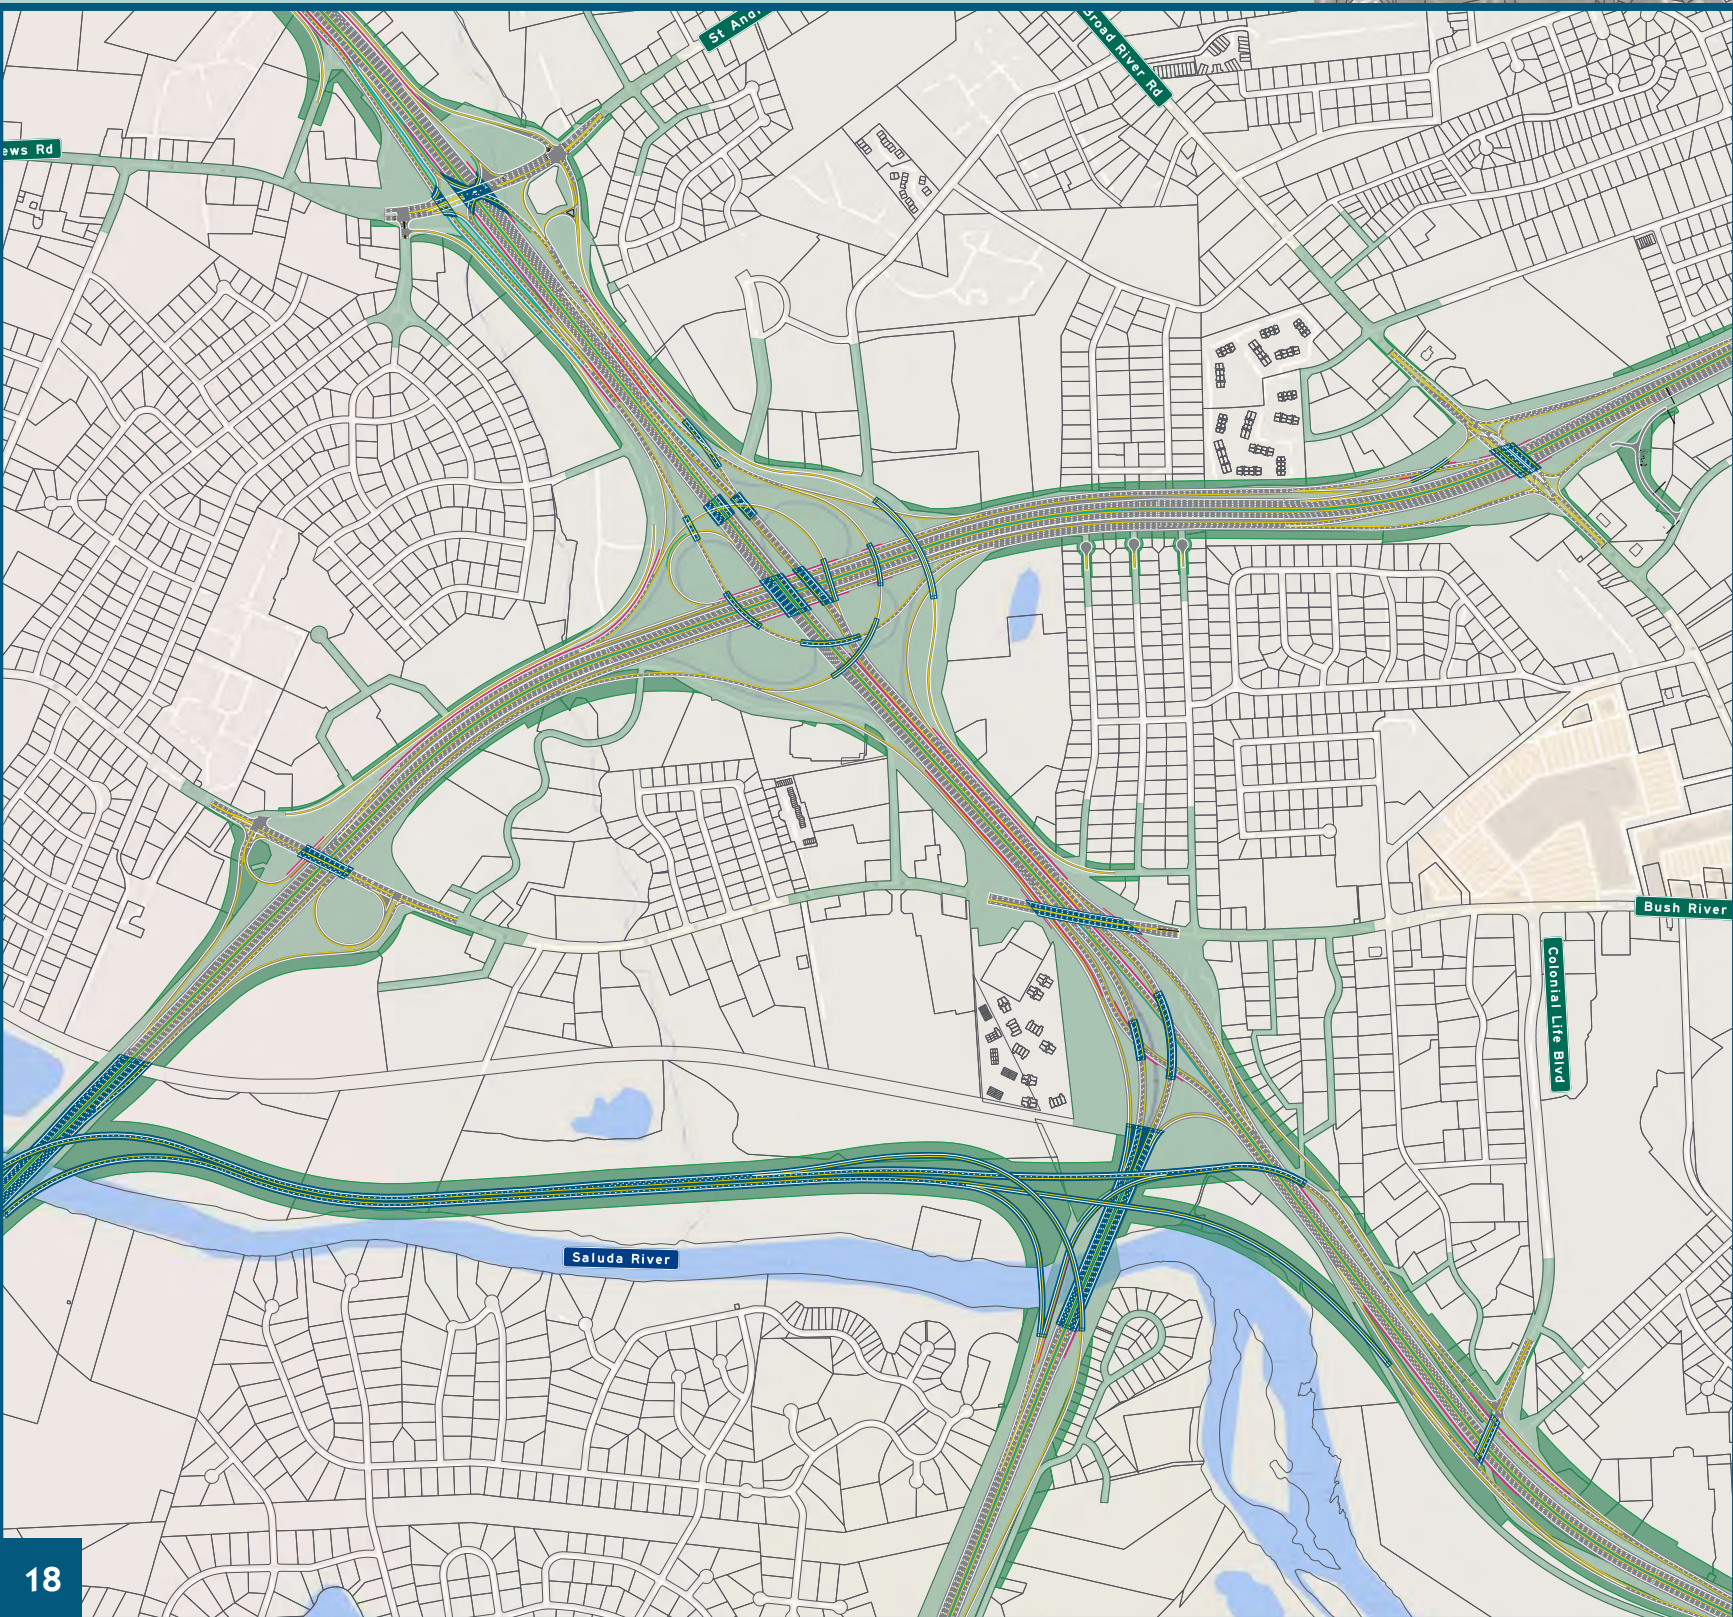 St And
Broad River Rd
ews Rd
Bush River
Colonial Life Blvd
Saluda River
18